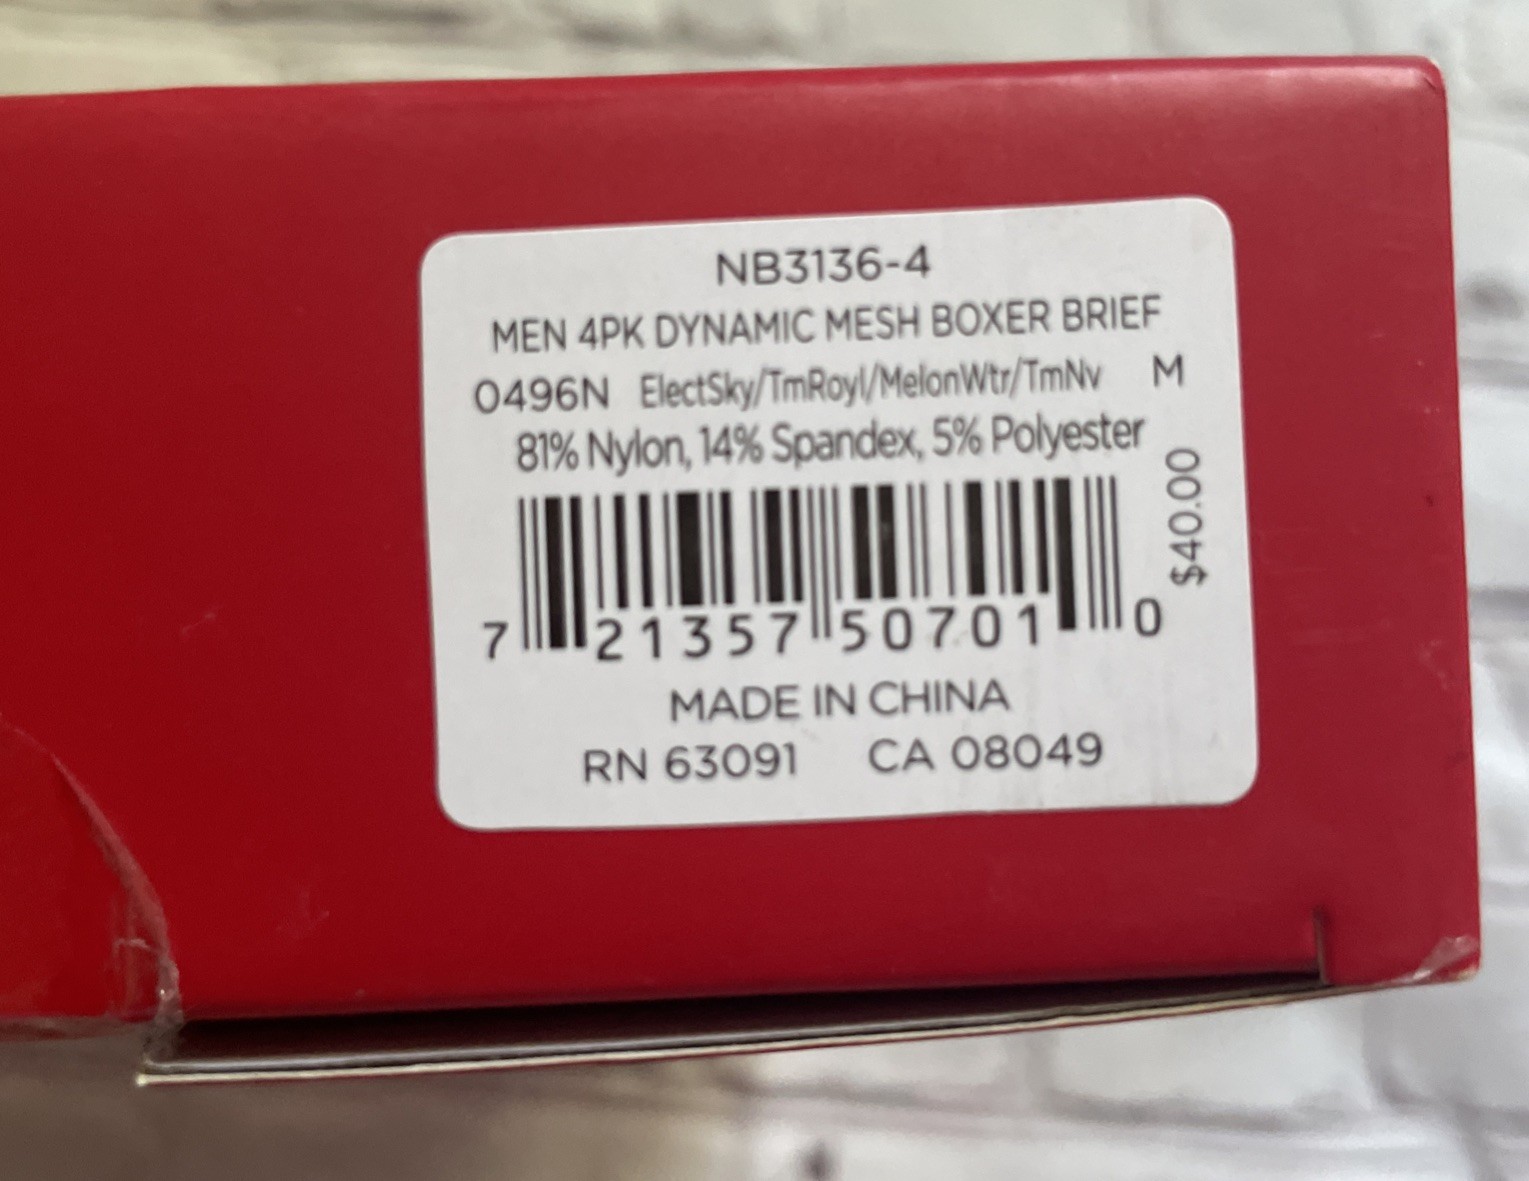 NB3136-4
MEN 4PK DYNAMIC MESH BOXER BRIEF
0496N ElectSky/TmRoyl/MelonWtr/TmNv M
81% Nylon, 14% Spandex, 5% Polyester
$40.00
7 21357 50701 0
MADE IN CHINA
RN 63091 CA 08049